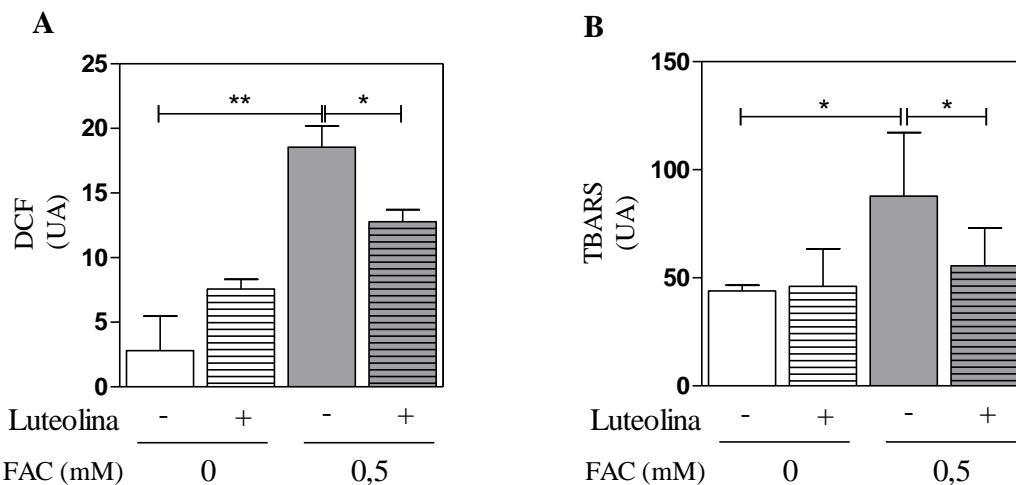 A
25
20
15
10
5
0
DCF
(UA)
** *
Luteolina - + - +
FAC (mM) 0 0,5
B
150
100
50
0
TBARS
(UA)
* *
Luteolina - + - +
FAC (mM) 0 0,5